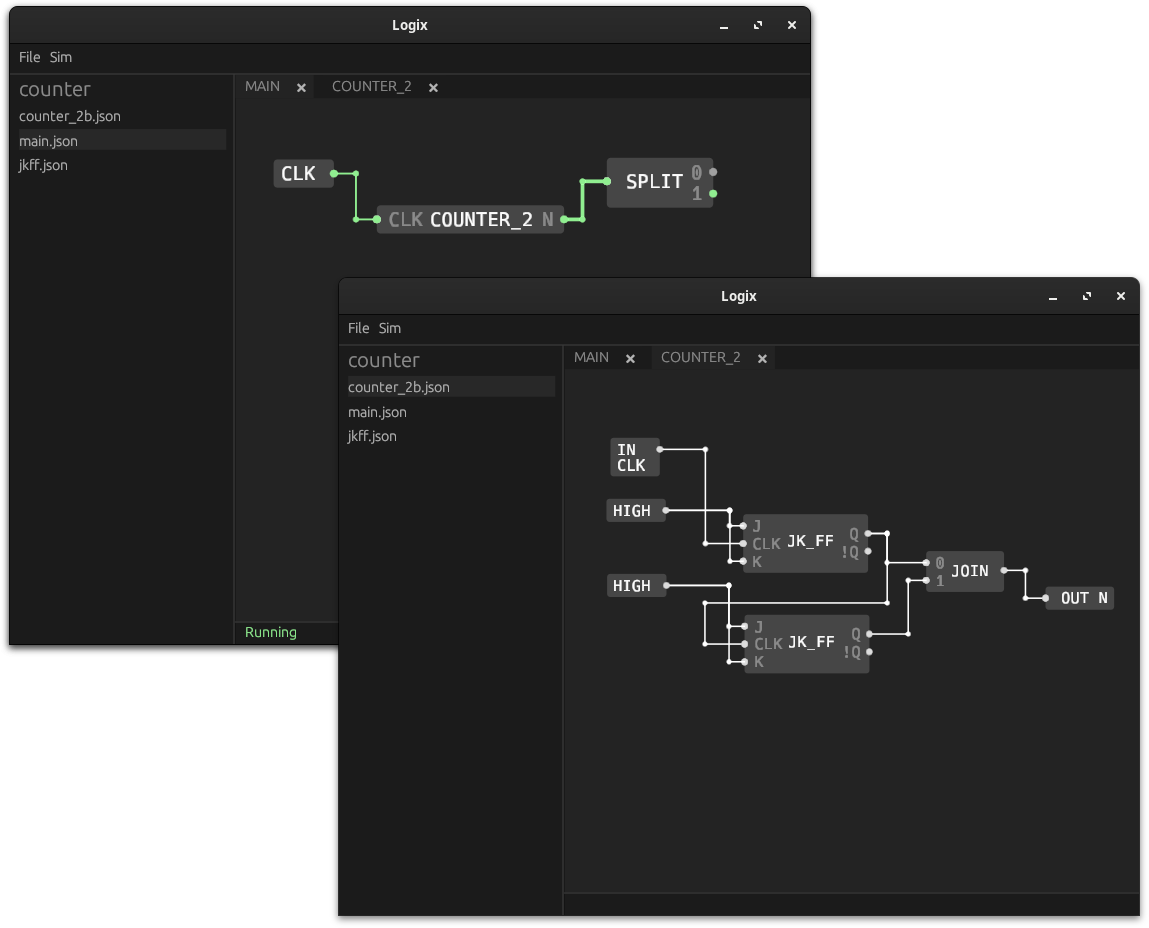 Logix
File Sim
counter
counter_2b.json
main.json
jkff.json
MAIN COUNTER_2
CLK
CLK COUNTER_2 N
SPLIT 0
1
Running
Logix
File Sim
counter
counter_2b.json
main.json
jkff.json
MAIN COUNTER_2
IN
CLK
HIGH
J
CLK JK_FF Q
K !Q
HIGH
J
CLK JK_FF Q
K !Q
0 JOIN
1
OUT N